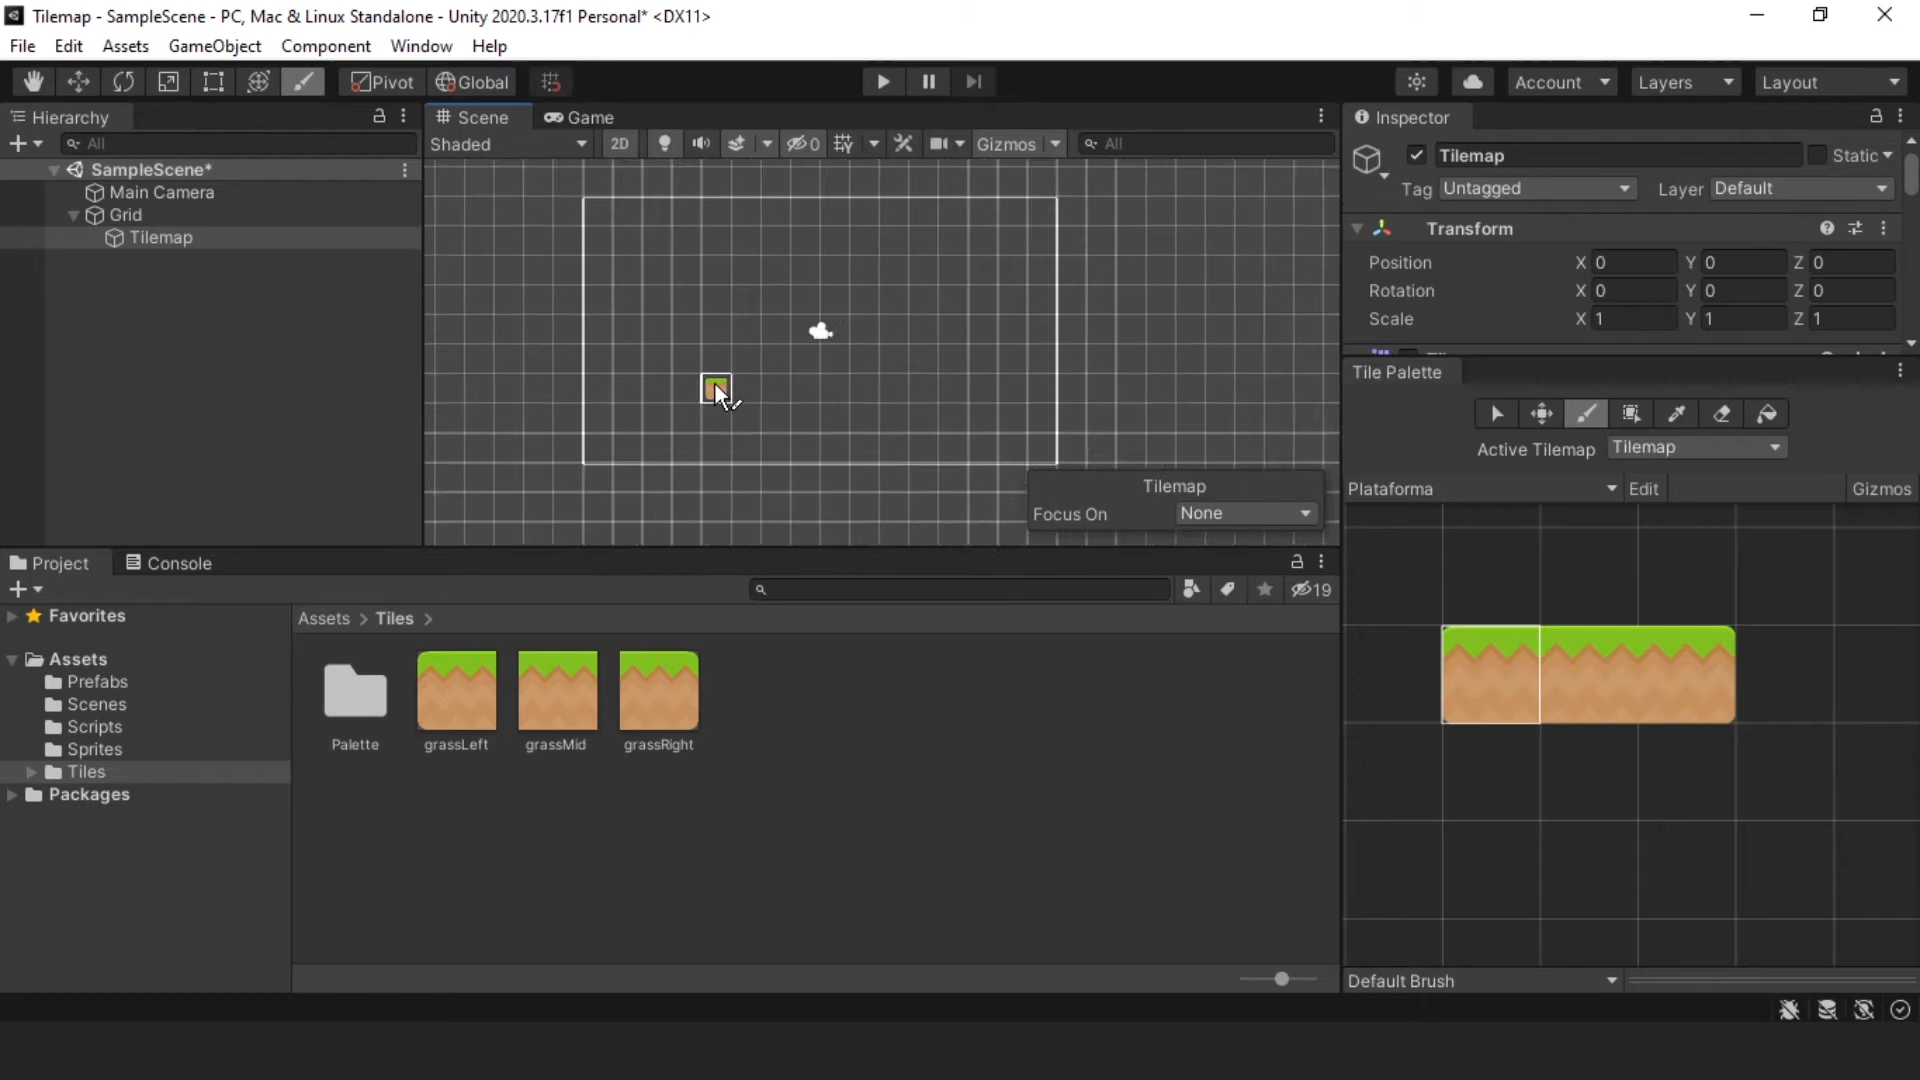 Tilemap - SampleScene - PC, Mac & Linux Standalone - Unity 2020.3.17f1 Personal* <DX11>
File Edit Assets GameObject Component Window Help
Pivot Global Account Layers Layout
Hierarchy
All
SampleScene*
Main Camera
Grid
Tilemap
Scene Game
Shaded 2D 0 Gizmos All
Tilemap
Focus On None
Inspector
Tilemap Static
Tag Untagged Layer Default
Transform
Position X 0 Y 0 Z 0
Rotation X 0 Y 0 Z 0
Scale X 1 Y 1 Z 1
Tile Palette
Active Tilemap Tilemap
Plataforma Edit Gizmos
Default Brush
Project Console
19
Favorites
Assets
Prefabs
Scenes
Scripts
Sprites
Tiles
Packages
Assets > Tiles >
Palette grassLeft grassMid grassRight